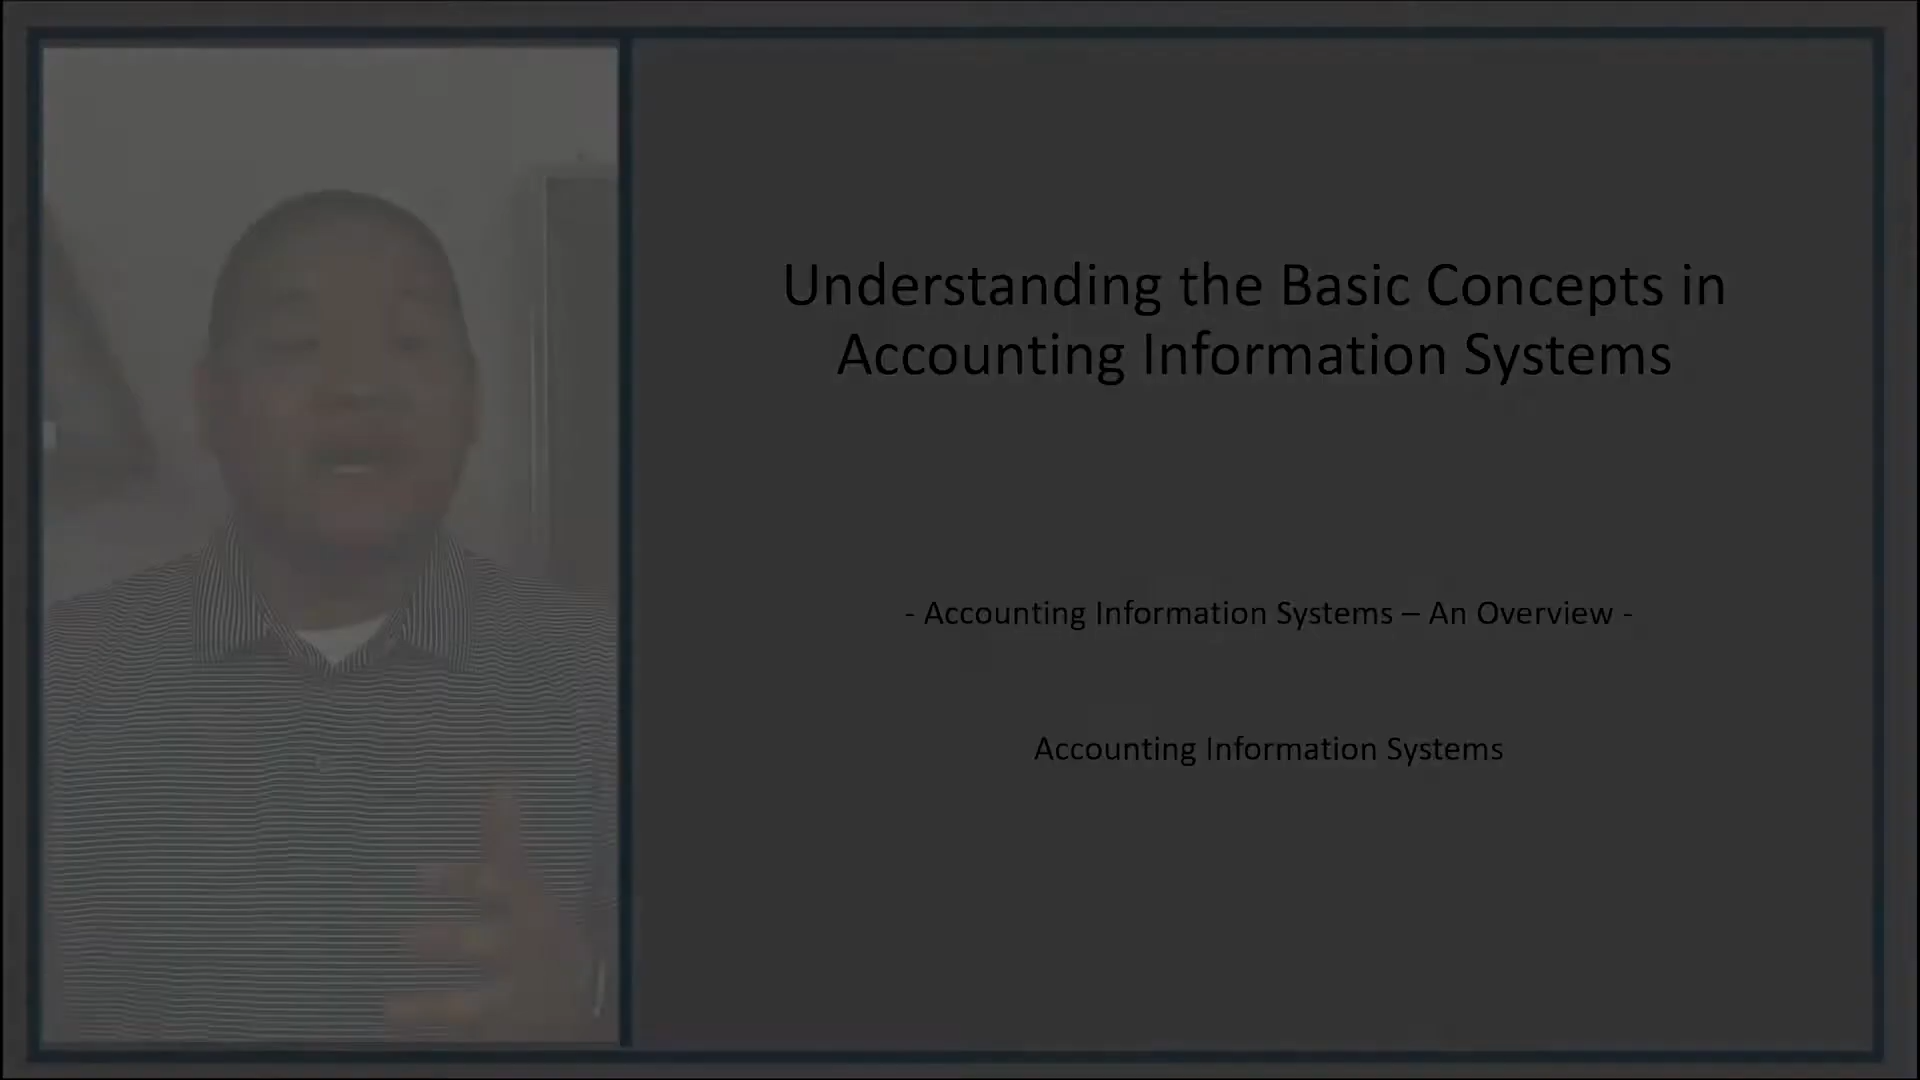 Understanding the Basic Concepts in
Accounting Information Systems
- Accounting Information Systems – An Overview -
Accounting Information Systems